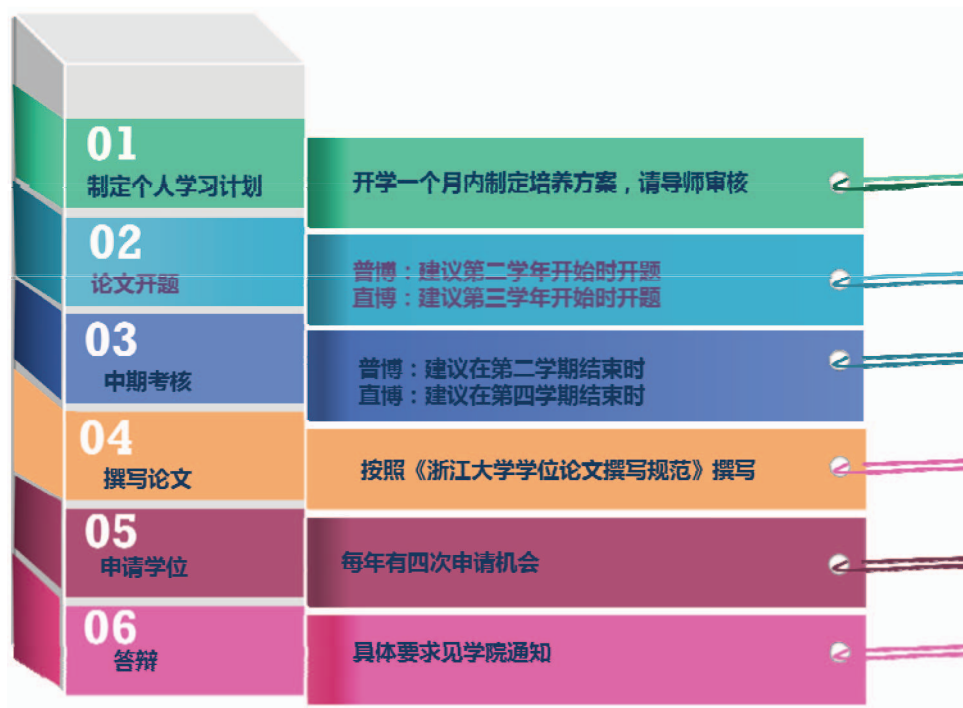 01
制定个人学习计划
开学一个月内制定培养方案，请导师审核
02
论文开题
普博：建议第二学年开始时开题
直博：建议第三学年开始时开题
03
中期考核
普博：建议在第二学期结束时
直博：建议在第四学期结束时
04
撰写论文
按照《浙江大学学位论文撰写规范》撰写
05
申请学位
每年有四次申请机会
06
答辩
具体要求见学院通知